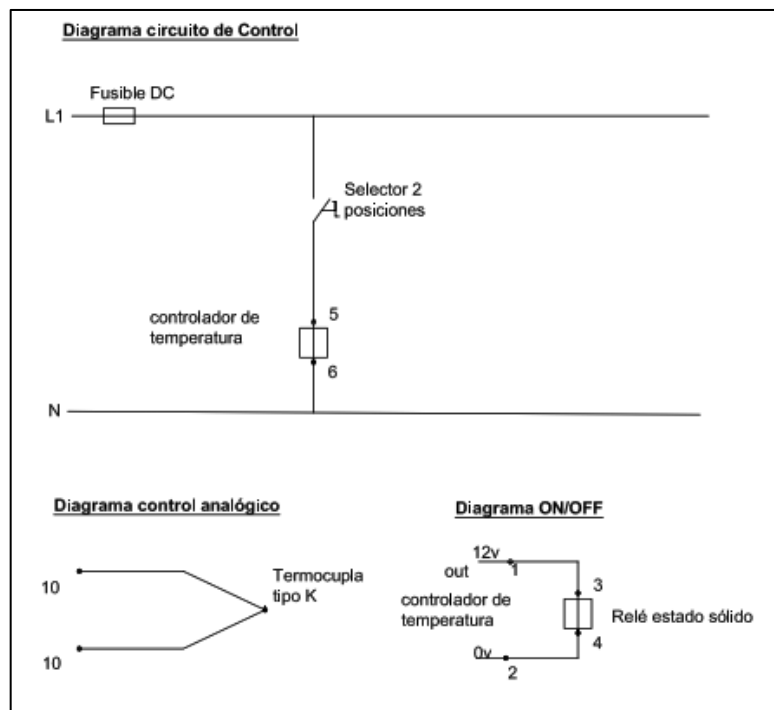 Diagrama circuito de Control
Fusible DC
L1
Selector 2
posiciones
controlador de
temperatura
5
6
N
Diagrama control analógico
10
10
Termocupla
tipo K
Diagrama ON/OFF
12v
out
1
controlador de
temperatura
3
4
Relé estado sólido
0v
2